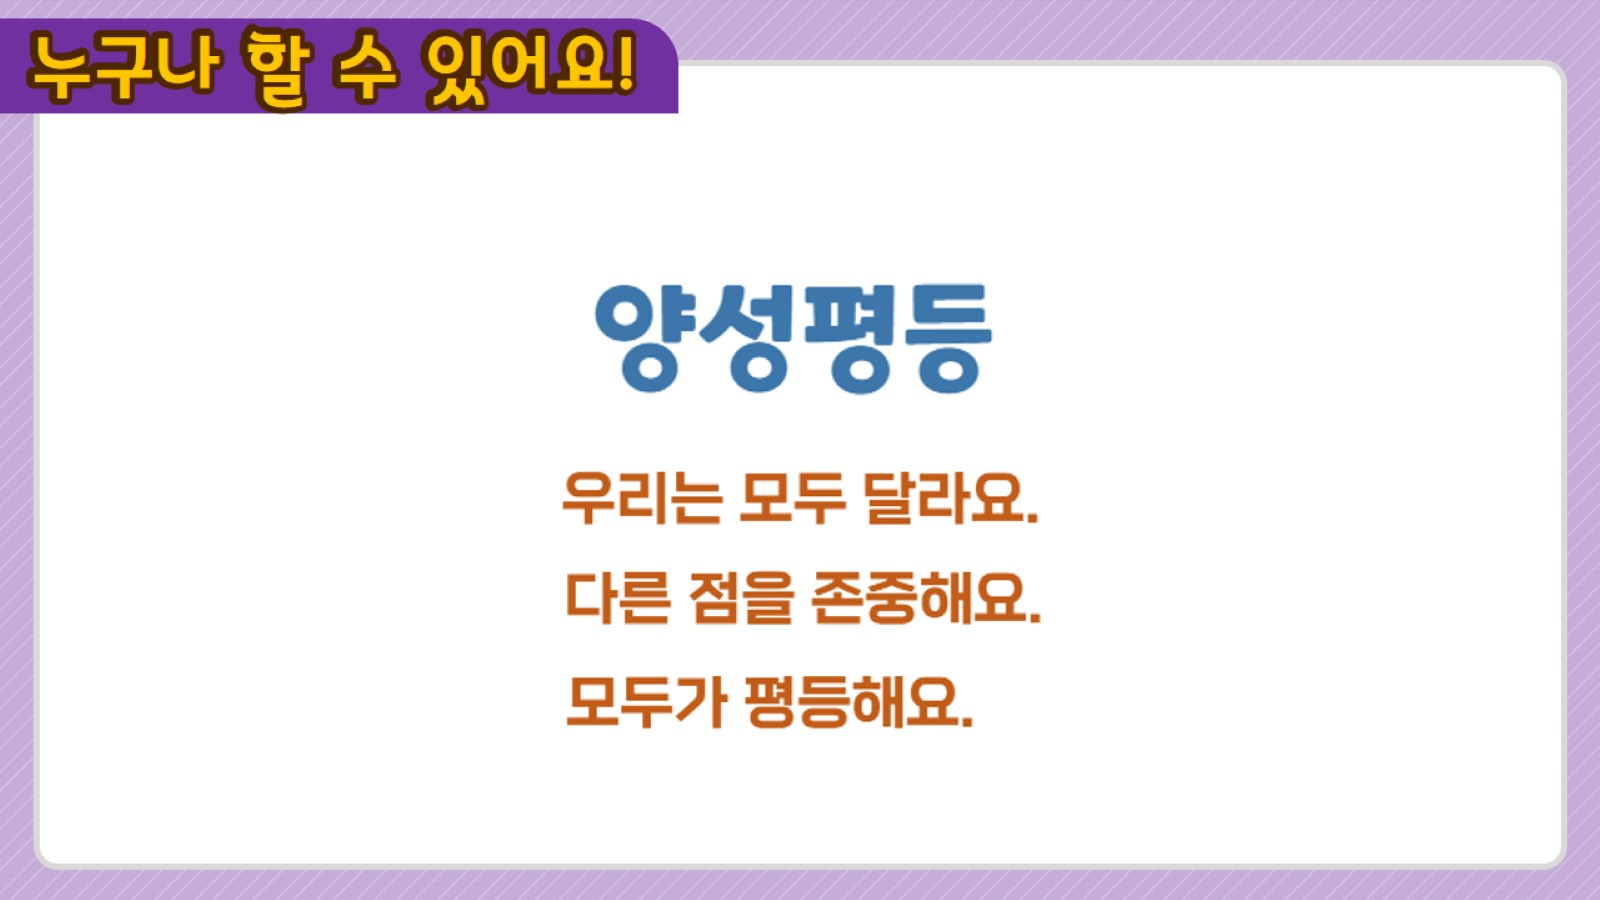 누구나 할 수 있어요!
양성평등
우리는 모두 달라요.
다른 점을 존중해요.
모두가 평등해요.